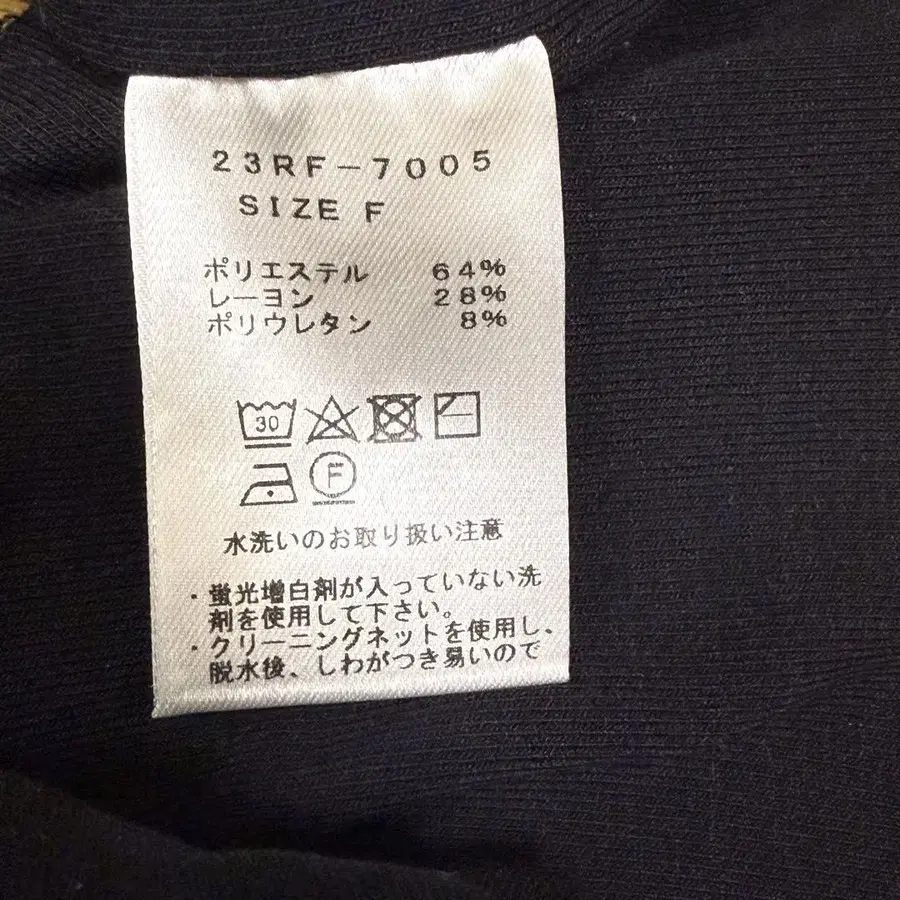 23RF-7005
SIZE F
ポリエステル 64%
レーヨン 28%
ポリウレタン 8%
30
F
水洗いのお取り扱い注意
・蛍光増白剤が入っていない洗
剤を使用して下さい。
・クリーニングネットを使用し、
脱水後、しわがつき易いので